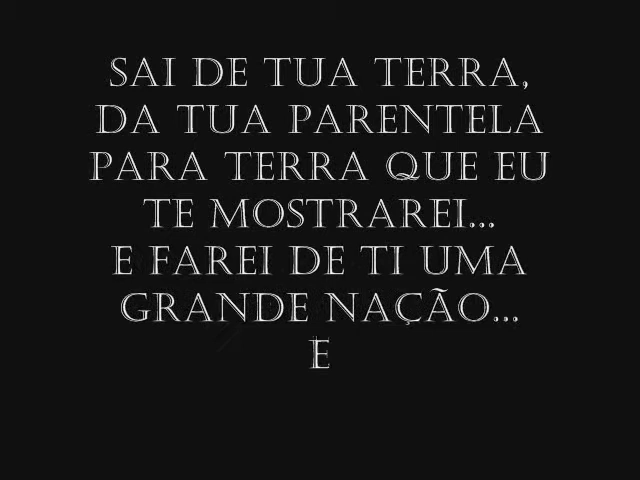 SAI DE TUA TERRA,
DA TUA PARENTELA
PARA TERRA QUE EU
TE MOSTRAREI...
E FAREI DE TI UMA
GRANDE NAÇÃO...
E